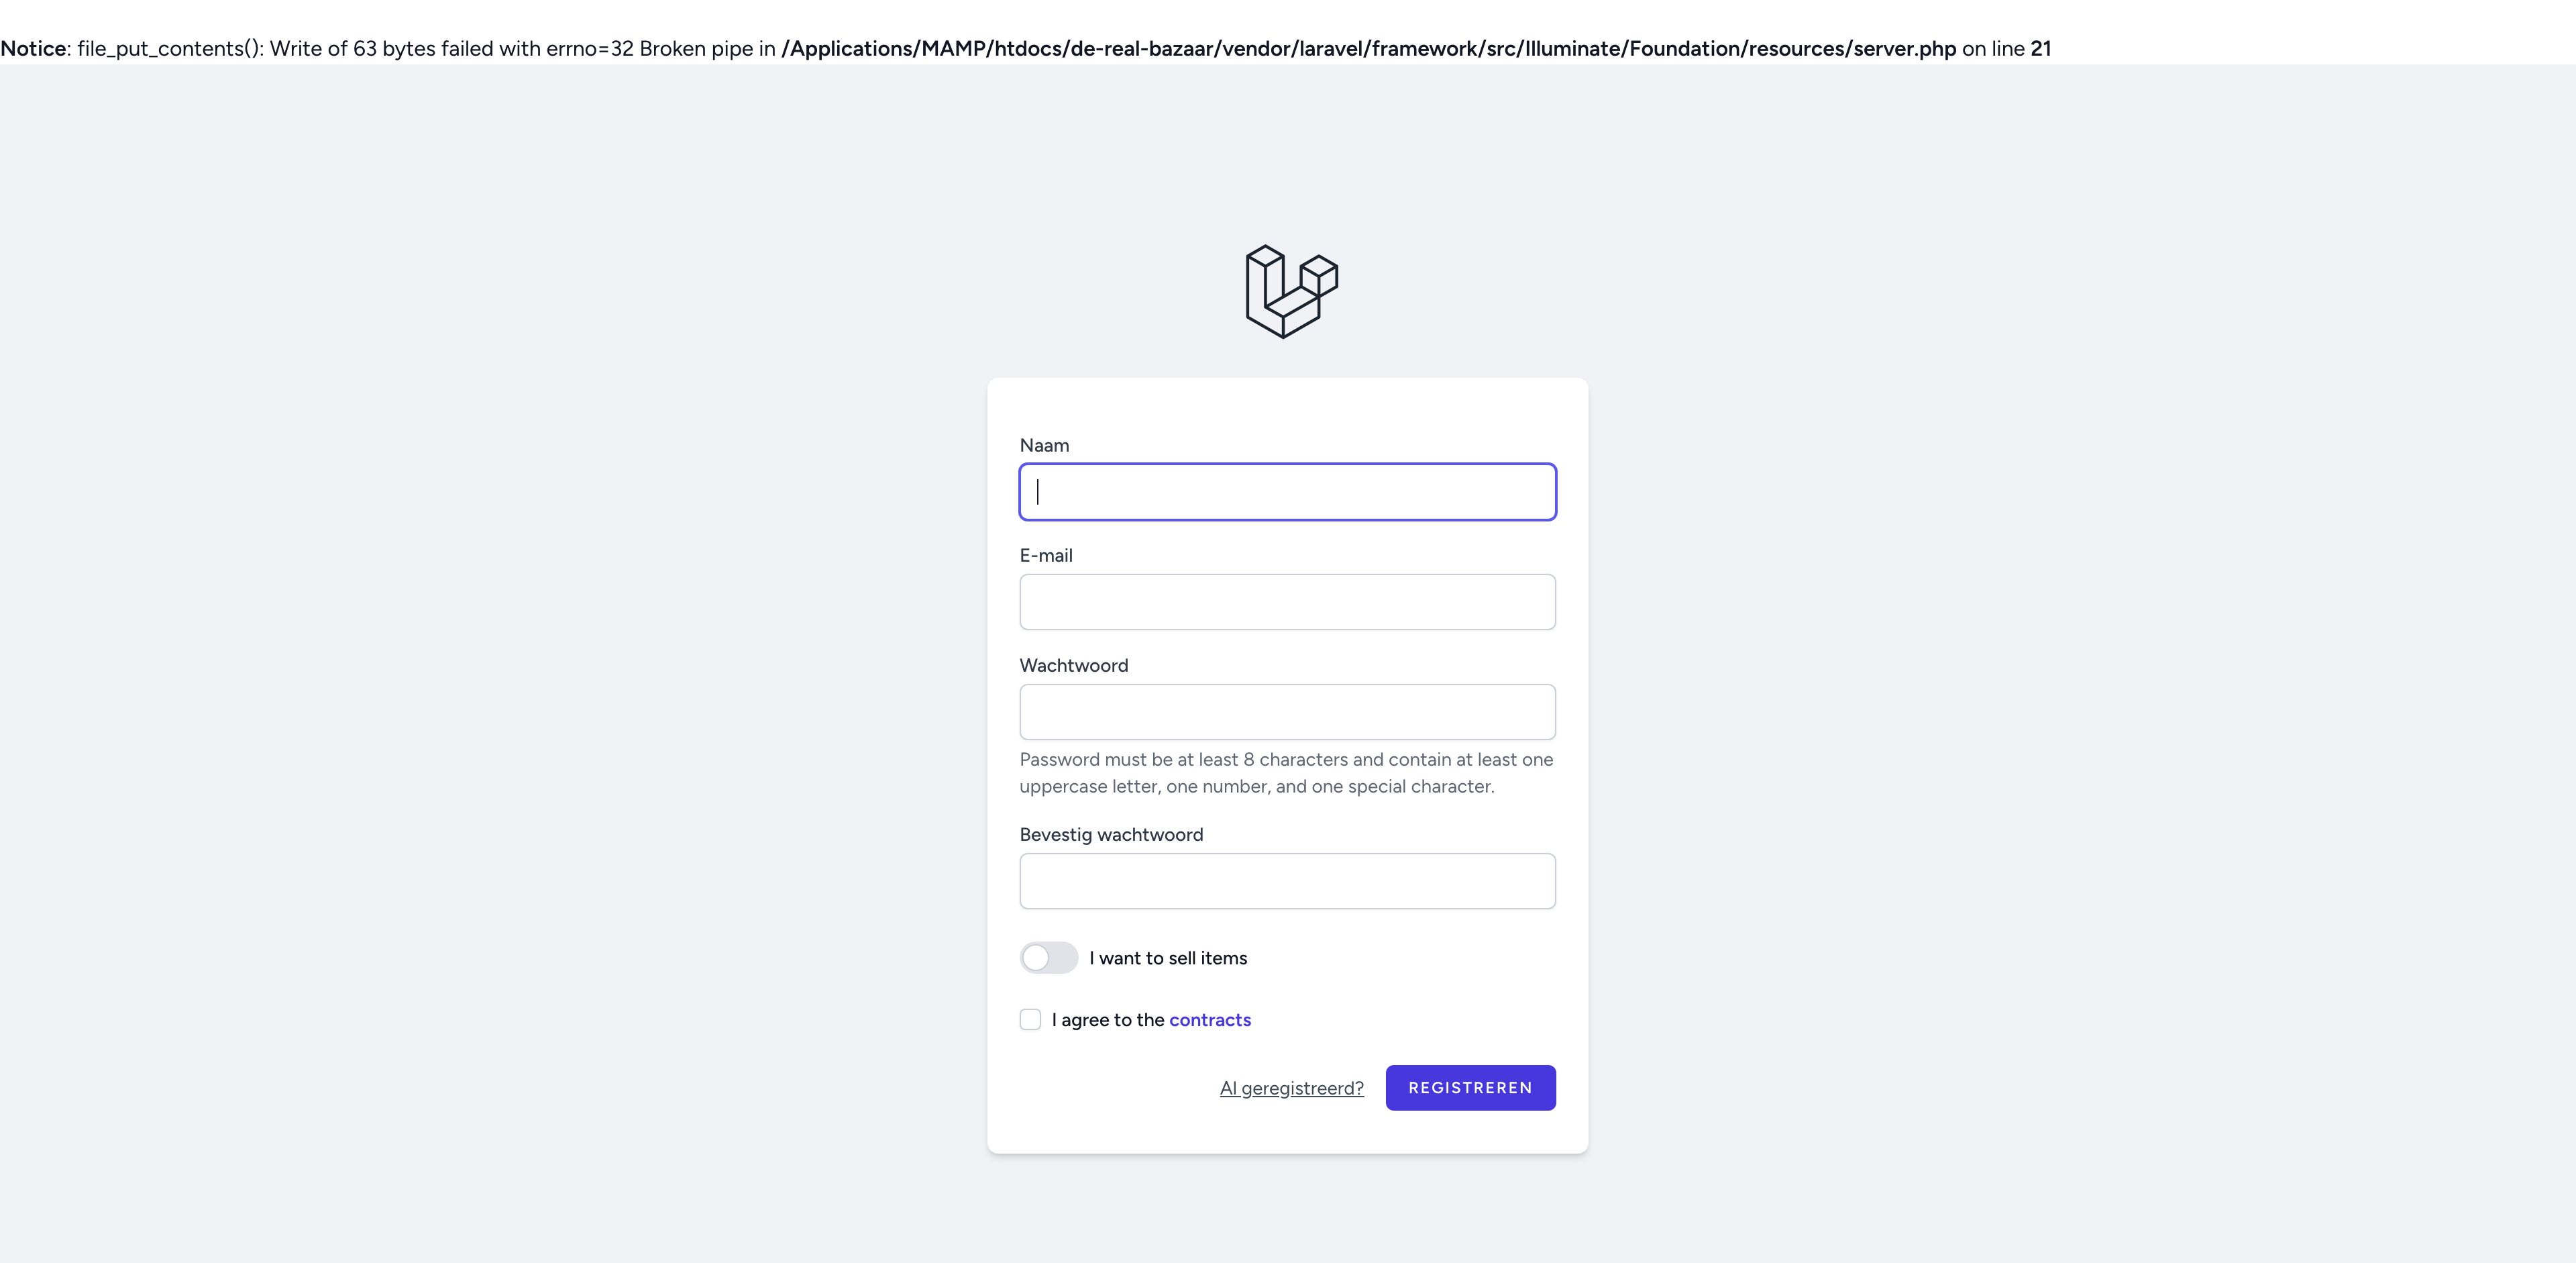 Notice: file_put_contents(): Write of 63 bytes failed with errno=32 Broken pipe in /Applications/MAMP/htdocs/de-real-bazaar/vendor/laravel/framework/src/Illuminate/Foundation/resources/server.php on line 21
Naam
E-mail
Wachtwoord
Password must be at least 8 characters and contain at least one
uppercase letter, one number, and one special character.
Bevestig wachtwoord
I want to sell items
I agree to the contracts
Al geregistreerd? REGISTREREN